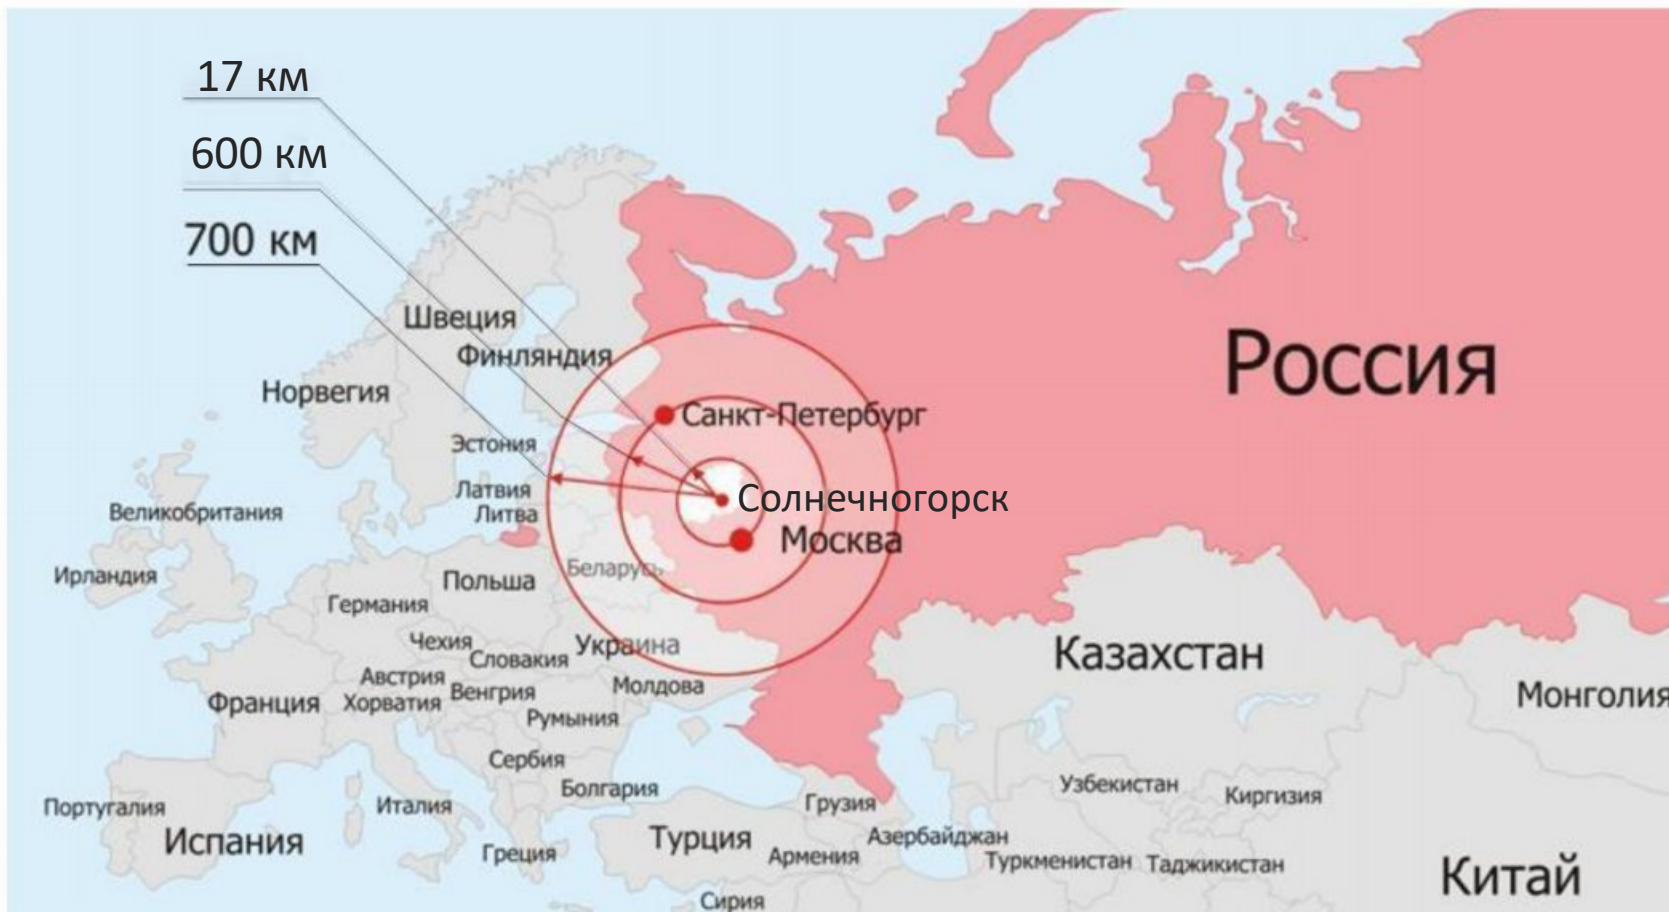 17 км
600 км
700 км
Швеция
Финляндия
Россия
Норвегия
Санкт-Петербург
Эстония
Латвия
Солнечногорск
Великобритания
Литва
Москва
Ирландия
Польша
Беларусь
Германия
Чехия
Украина
Словакия
Казахстан
Австрия
Венгрия
Молдова
Монголия
Франция
Хорватия
Румыния
Сербия
Болгария
Узбекистан
Киргизия
Португалия
Италия
Грузия
Испания
Турция
Азербайджан
Греция
Армения
Туркменистан
Таджикистан
Китай
Сирия